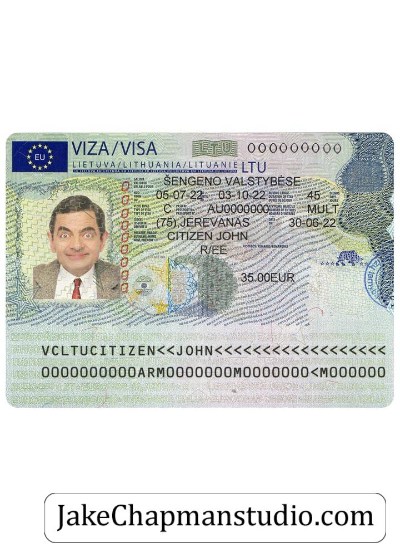 EU VIZA/VISA LTU 000000000
LIETUVA/LITHUANIA/LITUANIE LTU
ŠENGENO VALSTYBĖSE
05-07-22 03-10-22 45
C AU0000000 MULT
(75),JEREVANAS 30-06-22
CITIZEN JOHN
R/EE
35.00EUR
VCLTUCITIZEN<<JOHN<<<<<<<<<<<<<<<<<<<
0000000000ARM0000000M0000000<M000000
JakeChapmanstudio.com